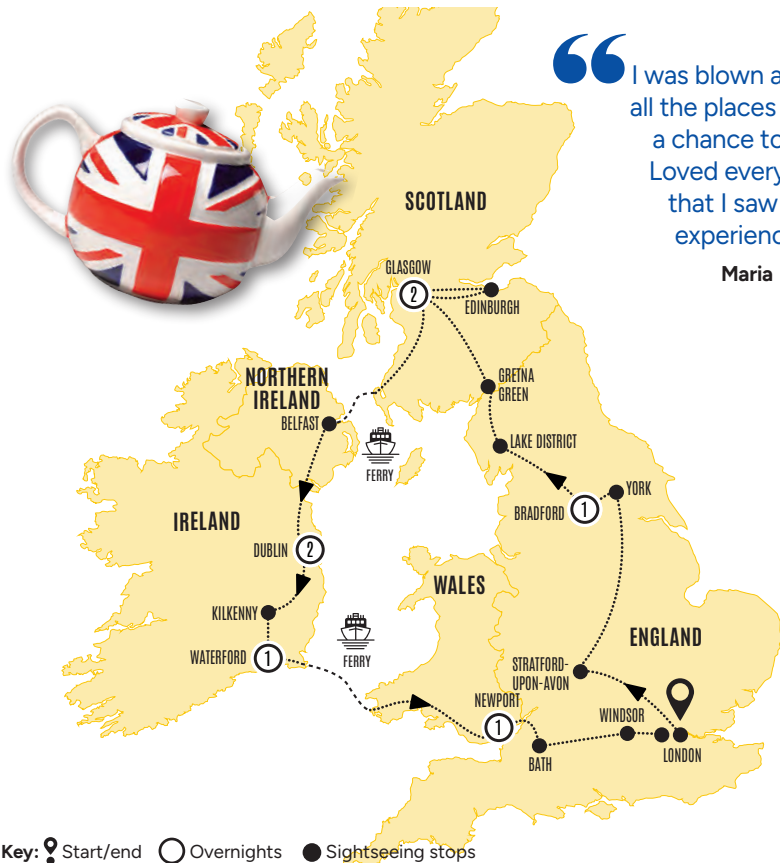 “ I was blown a
all the places
a chance to
Loved every
that I saw
experienc
Maria
SCOTLAND
GLASGOW
2
EDINBURGH
GRETNA
GREEN
NORTHERN
IRELAND
BELFAST
FERRY
LAKE DISTRICT
YORK
BRADFORD
1
IRELAND
DUBLIN
2
WALES
KILKENNY
FERRY
ENGLAND
WATERFORD
1
STRATFORD-
UPON-AVON
NEWPORT
1
WINDSOR
LONDON
BATH
Key: Start/end Overnights Sightseeing stops